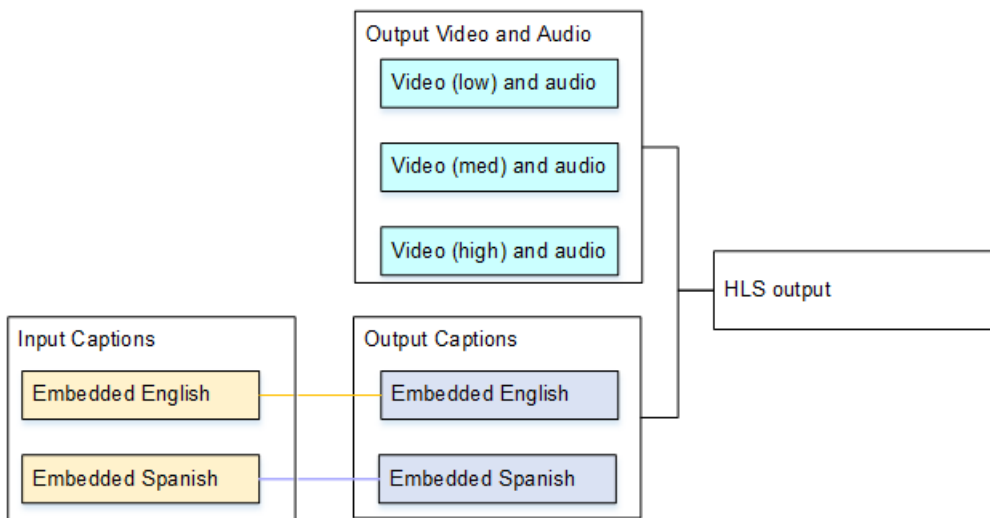 Output Video and Audio
Video (low) and audio
Video (med) and audio
Video (high) and audio
HLS output
Input Captions
Embedded English
Embedded Spanish
Output Captions
Embedded English
Embedded Spanish